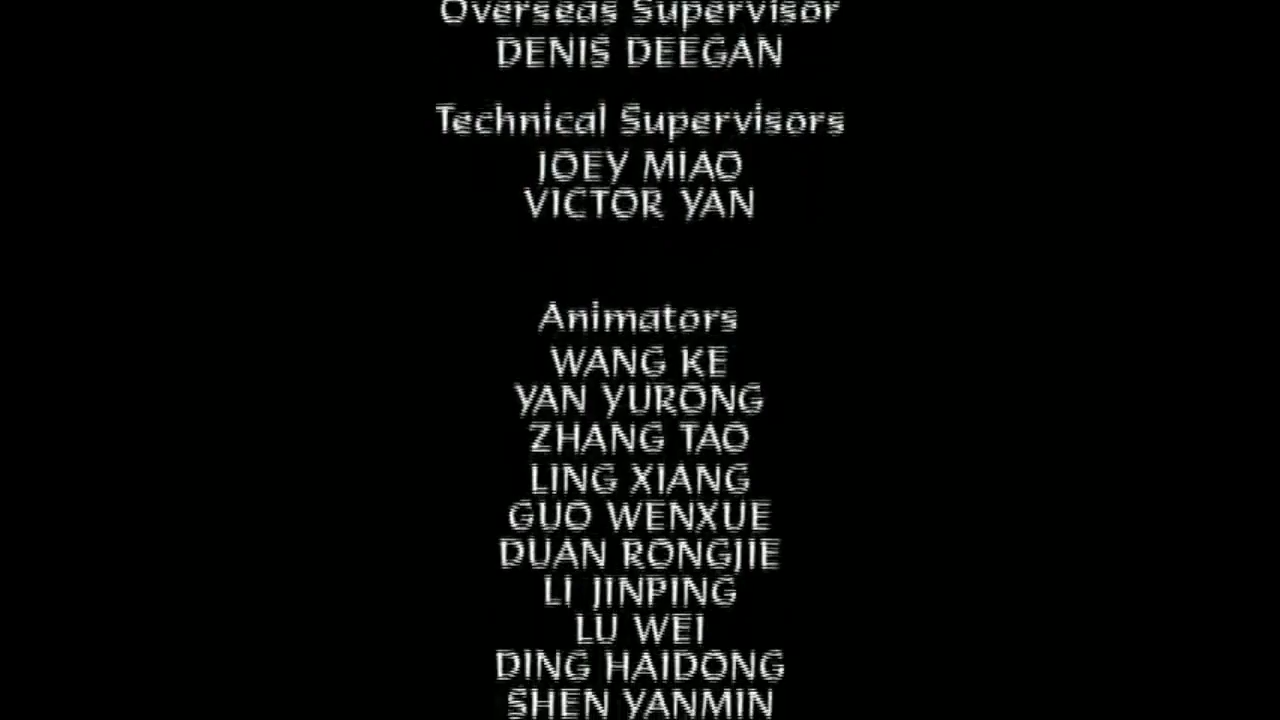 Overseas Supervisor
DENIS DEEGAN
Technical Supervisors
JOEY MIAO
VICTOR YAN
Animators
WANG KE
YAN YURONG
ZHANG TAO
LING XIANG
GUO WENXUE
DUAN RONGJIE
LI JINPING
LU WEI
DING HAIDONG
SHEN YANMIN